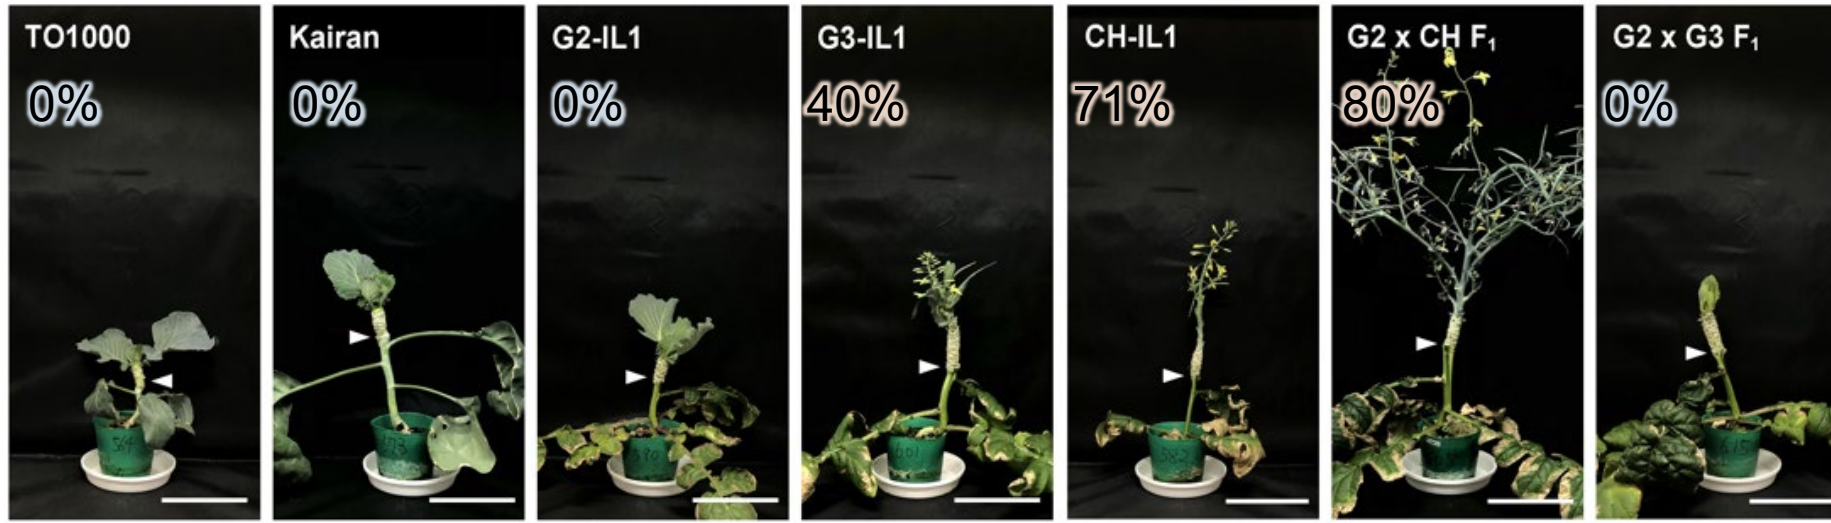 TO1000
0%
Kairan
0%
G2-IL1
0%
G3-IL1
40%
CH-IL1
71%
G2 x CH F₁
80%
G2 x G3 F₁
0%